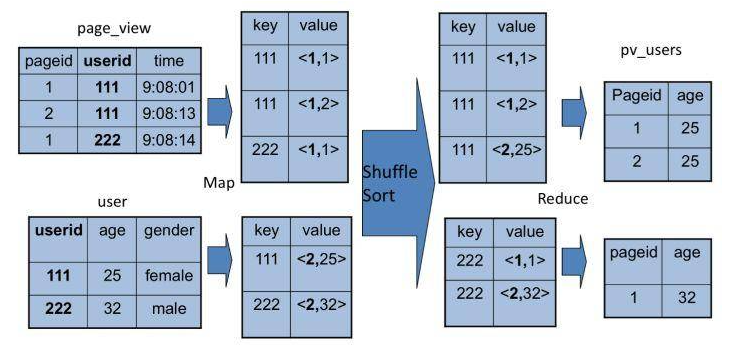 page_view
pageid userid time
1 111 9:08:01
2 111 9:08:13
1 222 9:08:14
key value
111 <1,1>
111 <1,2>
222 <1,1>
Map
user
userid age gender
111 25 female
222 32 male
key value
111 <2,25>
222 <2,32>
Shuffle
Sort
key value
111 <1,1>
111 <1,2>
111 <2,25>
Reduce
key value
222 <1,1>
222 <2,32>
pv_users
Pageid age
1 25
2 25
pageid age
1 32